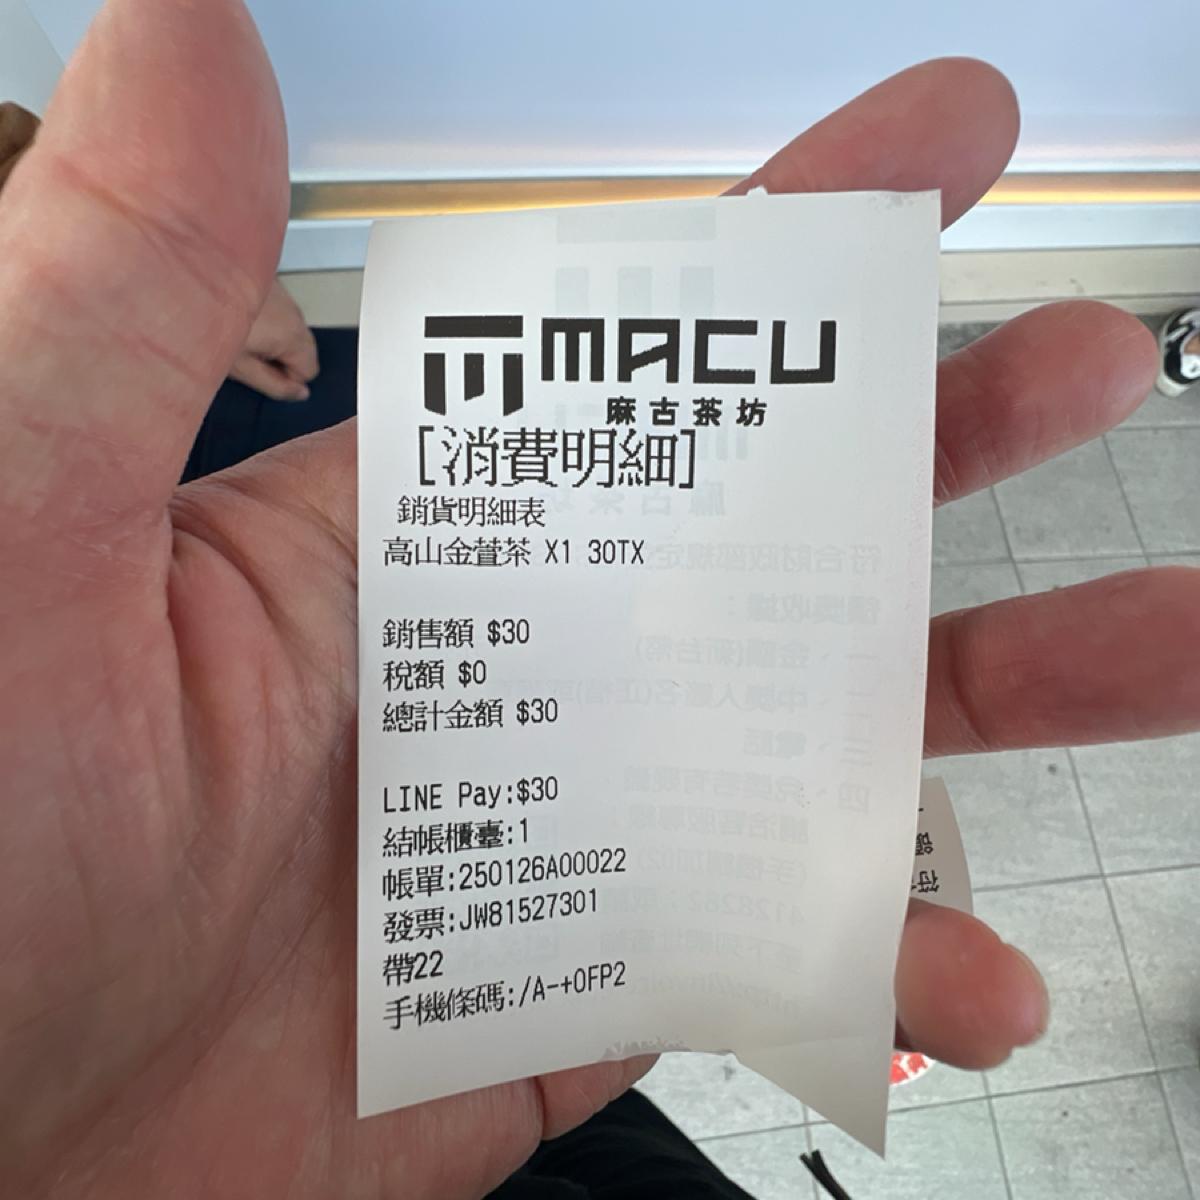 MACU
麻古茶坊
[消費明細]
銷貨明細表
高山金萱茶 X1 30TX
銷售額 $30
稅額 $0
總計金額 $30
LINE Pay:$30
結帳櫃臺:1
帳單:250126A00022
發票:JW81527301
帶22
手機條碼:/A-+0FP2